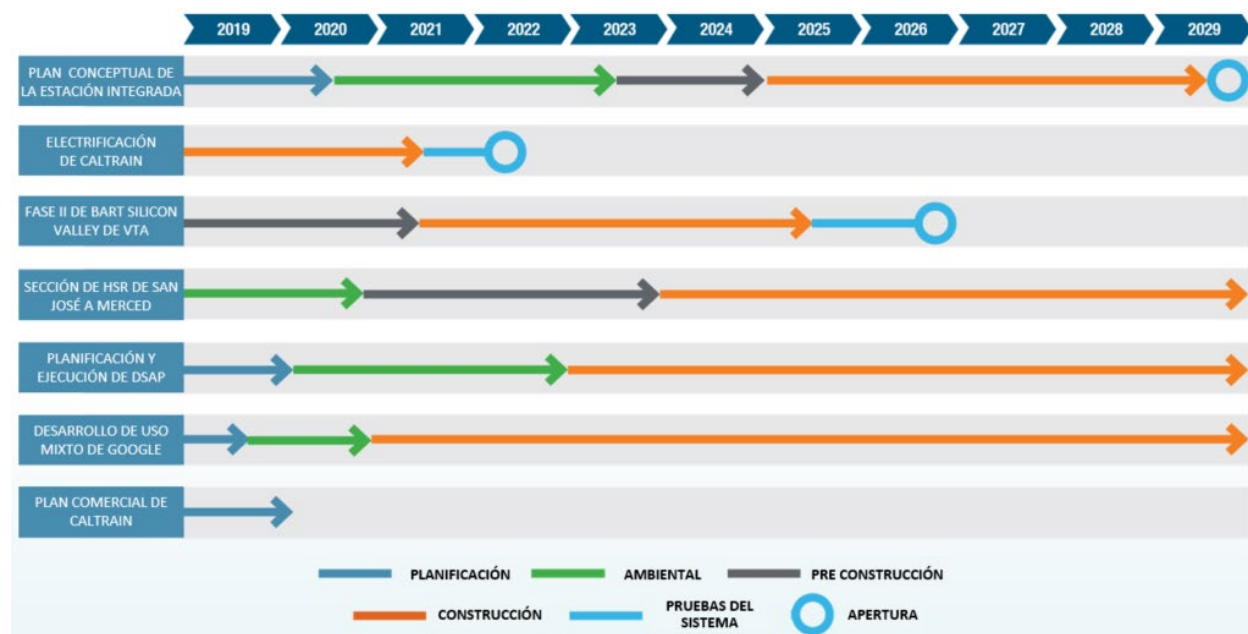 2019 2020 2021 2022 2023 2024 2025 2026 2027 2028 2029
PLAN CONCEPTUAL DE
LA ESTACIÓN INTEGRADA
ELECTRIFICACIÓN
DE CALTRAIN
FASE II DE BART SILICON
VALLEY DE VTA
SECCIÓN DE HSR DE SAN
JOSÉ A MERCED
PLANIFICACIÓN Y
EJECUCIÓN DE DSAP
DESARROLLO DE USO
MIXTO DE GOOGLE
PLAN COMERCIAL DE
CALTRAIN
PLANIFICACIÓN
AMBIENTAL
PRE CONSTRUCCIÓN
CONSTRUCCIÓN
PRUEBAS DEL
SISTEMA
APERTURA